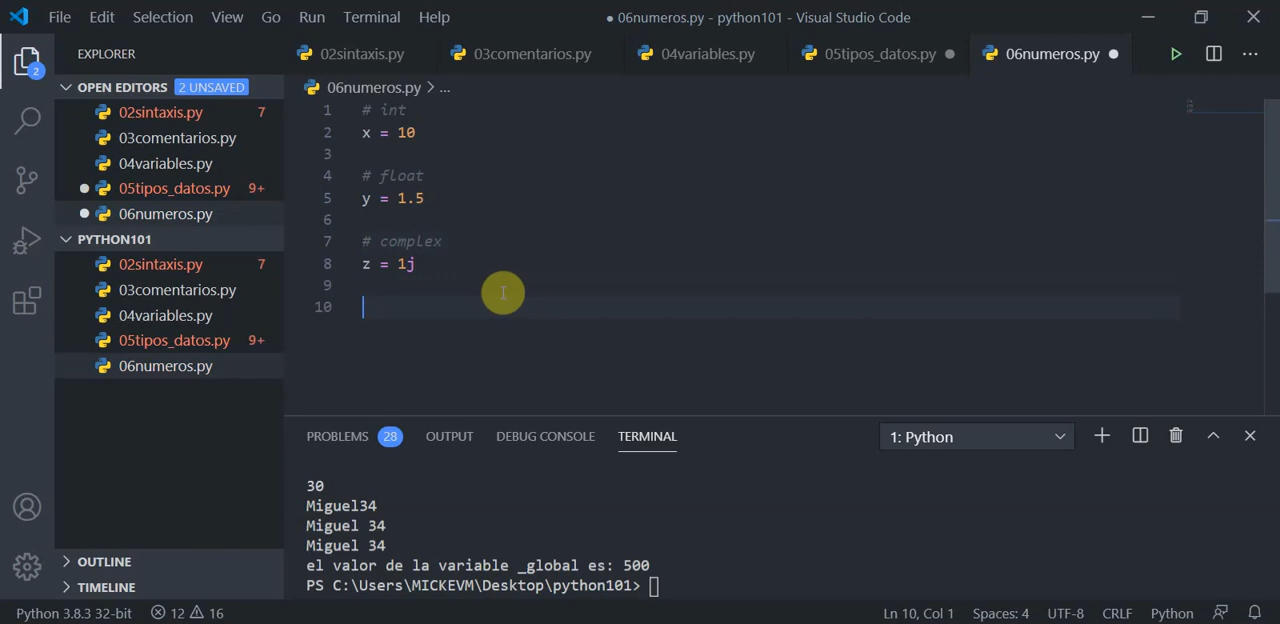 File Edit Selection View Go Run Terminal Help ● 06numeros.py - python101 - Visual Studio Code
EXPLORER
02sintaxis.py 03comentarios.py 04variables.py 05tipos_datos.py ● 06numeros.py ●
2
OPEN EDITORS 2 UNSAVED
02sintaxis.py 7
03comentarios.py
04variables.py
● 05tipos_datos.py 9+
● 06numeros.py
PYTHON101
02sintaxis.py 7
03comentarios.py
04variables.py
05tipos_datos.py 9+
06numeros.py
OUTLINE
TIMELINE
06numeros.py > ...
1 # int
2 x = 10
3
4 # float
5 y = 1.5
6
7 # complex
8 z = 1j
9
10
PROBLEMS 28 OUTPUT DEBUG CONSOLE TERMINAL 1: Python
30
Miguel34
Miguel 34
Miguel 34
el valor de la variable _global es: 500
PS C:\Users\MICKEVM\Desktop\python101>
Python 3.8.3 32-bit 12 16 Ln 10, Col 1 Spaces: 4 UTF-8 CRLF Python